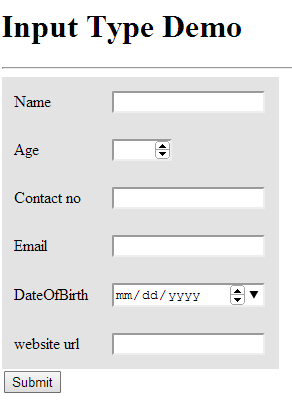 Input Type Demo
Name
Age
Contact no
Email
DateOfBirth mm/dd/yyyy
website url
Submit